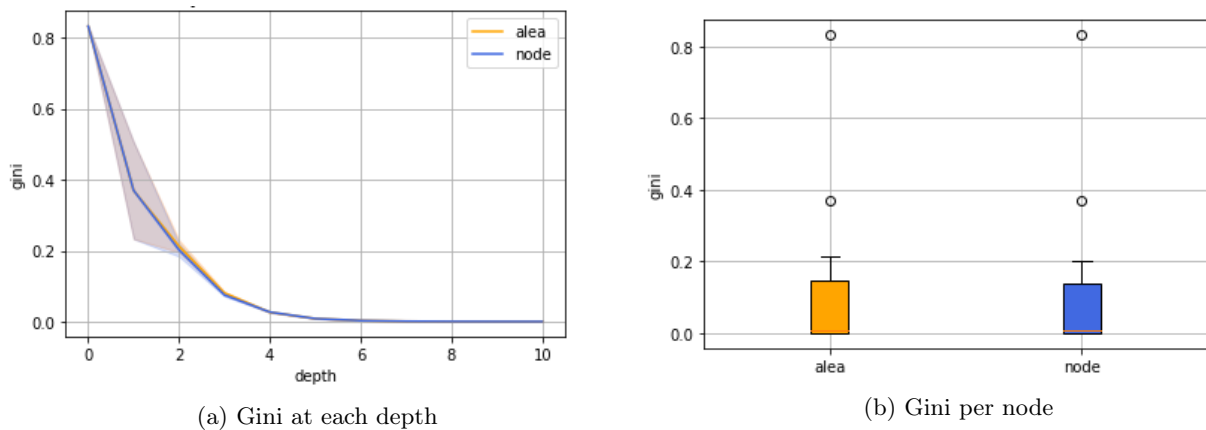 0.8
0.6
0.4
0.2
0.0
gini
0 2 4 6 8 10
depth
alea
node
(a) Gini at each depth
0.8
0.6
0.4
0.2
0.0
gini
alea node
(b) Gini per node